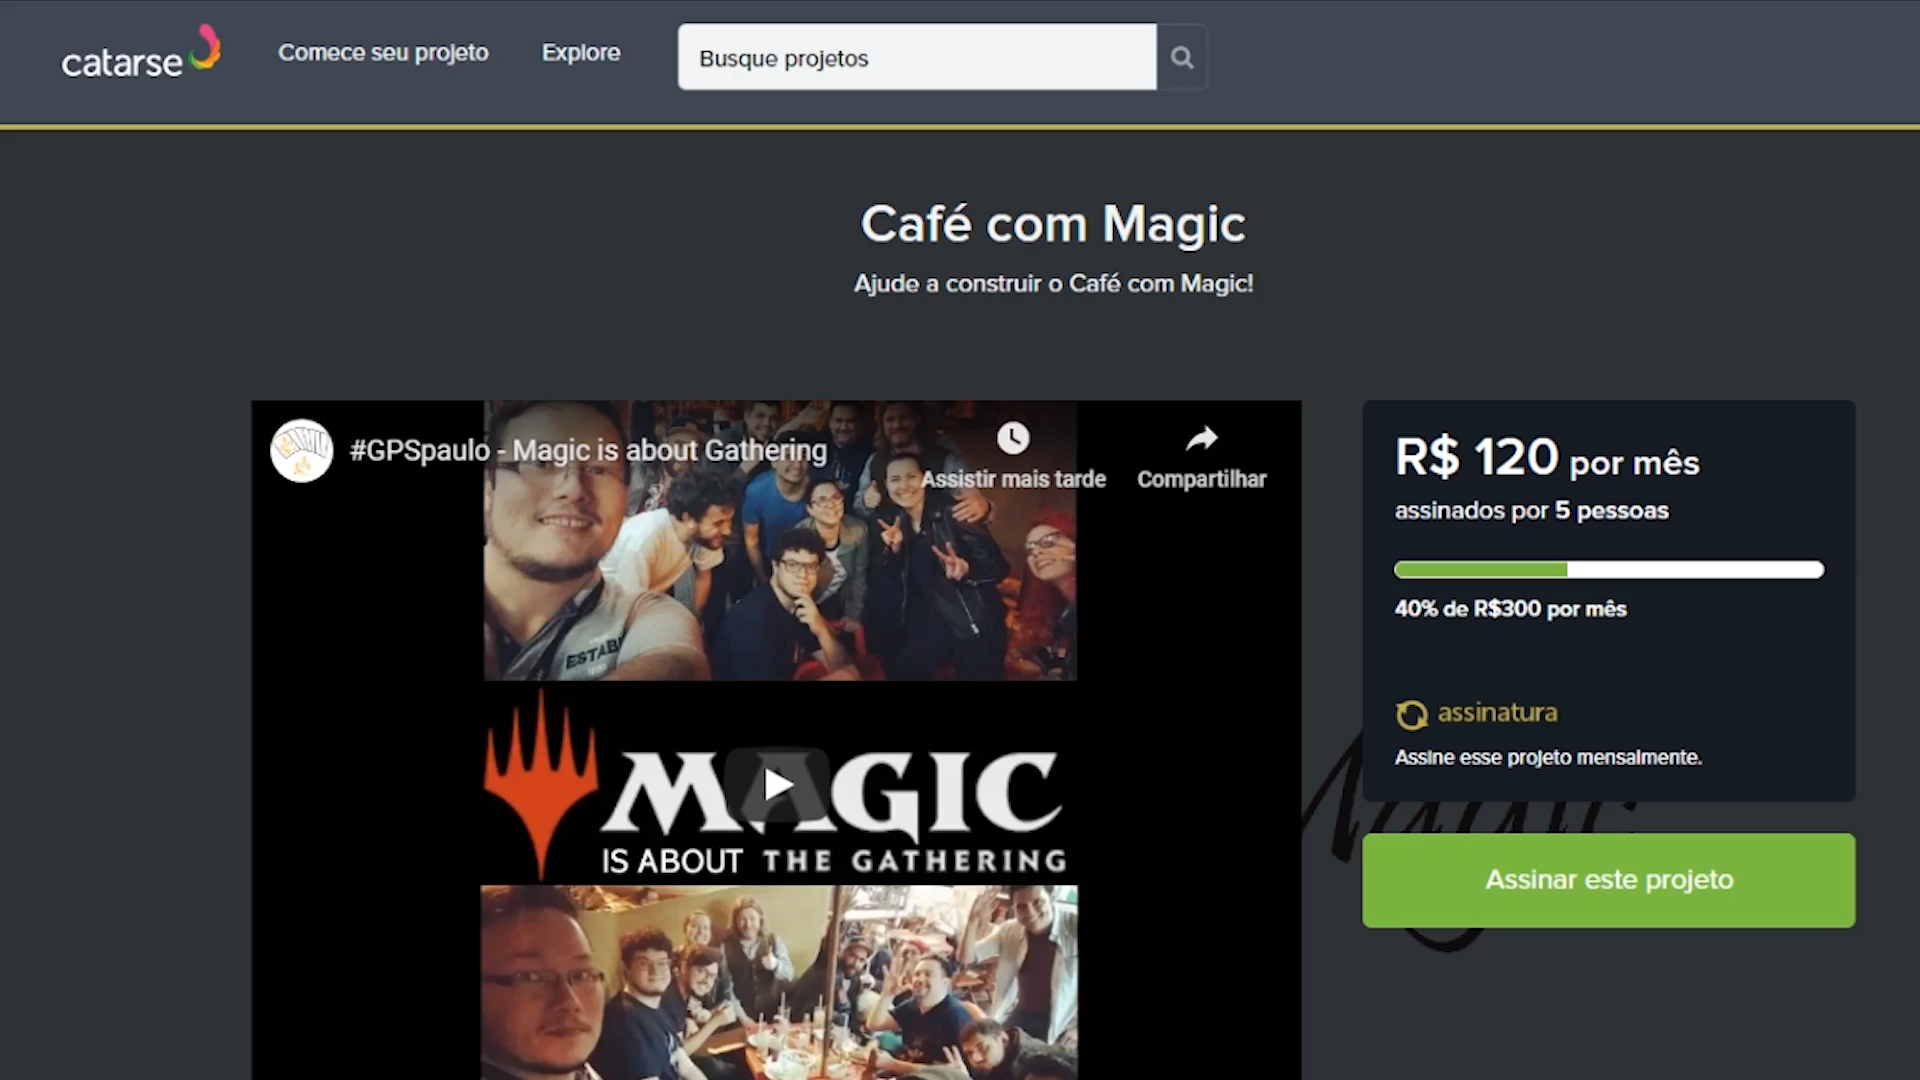 catarse
Comece seu projeto
Explore
Busque projetos
Café com Magic
Ajude a construir o Café com Magic!
#GPSpaulo - Magic is about Gathering
Assistir mais tarde
Compartilhar
ESTAB
MAGIC
IS ABOUT THE GATHERING
R$ 120 por mês
assinados por 5 pessoas
40% de R$300 por mês
assinatura
Assine esse projeto mensalmente.
Magic
Assinar este projeto